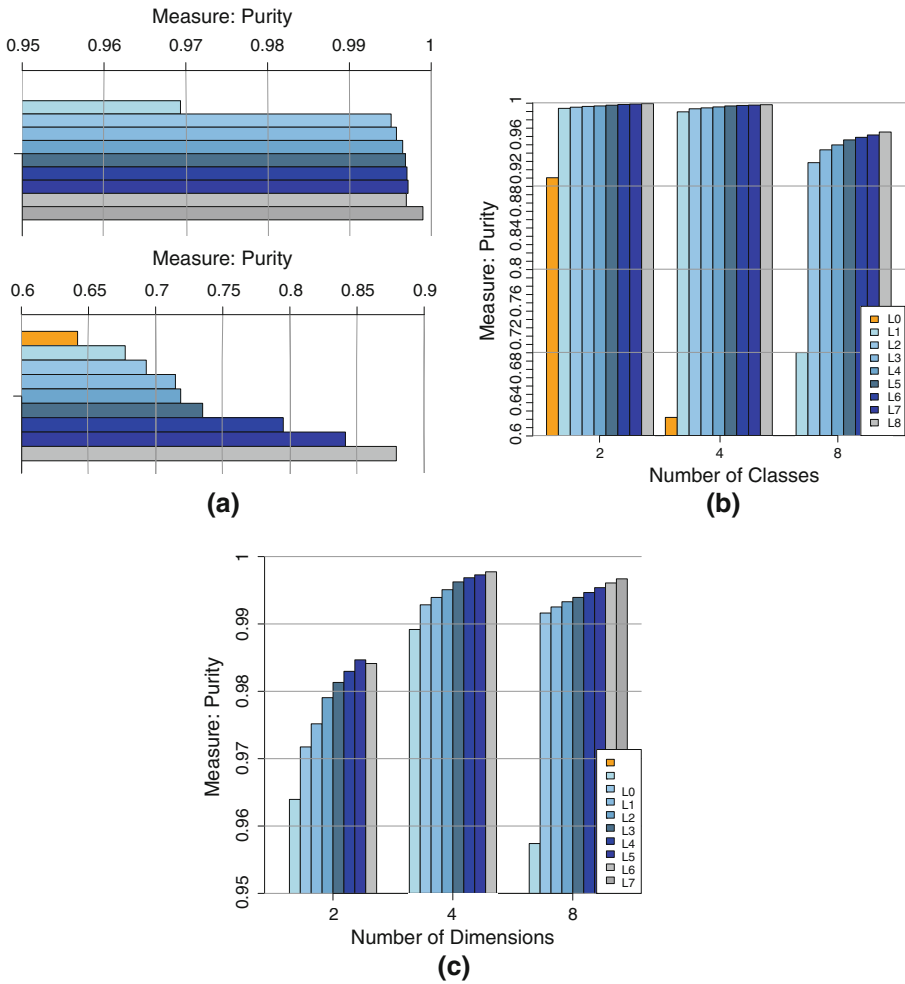 Measure: Purity
0.95 0.96 0.97 0.98 0.99 1
Measure: Purity
0.6 0.65 0.7 0.75 0.8 0.85 0.9
(a)
Measure: Purity
1
0.96
0.92
0.88
0.84
0.8
0.76
0.72
0.68
0.64
0.6
L0
L1
L2
L3
L4
L5
L6
L7
L8
2 4 8
Number of Classes
(b)
Measure: Purity
1
0.99
0.98
0.97
0.96
0.95
L0
L1
L2
L3
L4
L5
L6
L7
2 4 8
Number of Dimensions
(c)